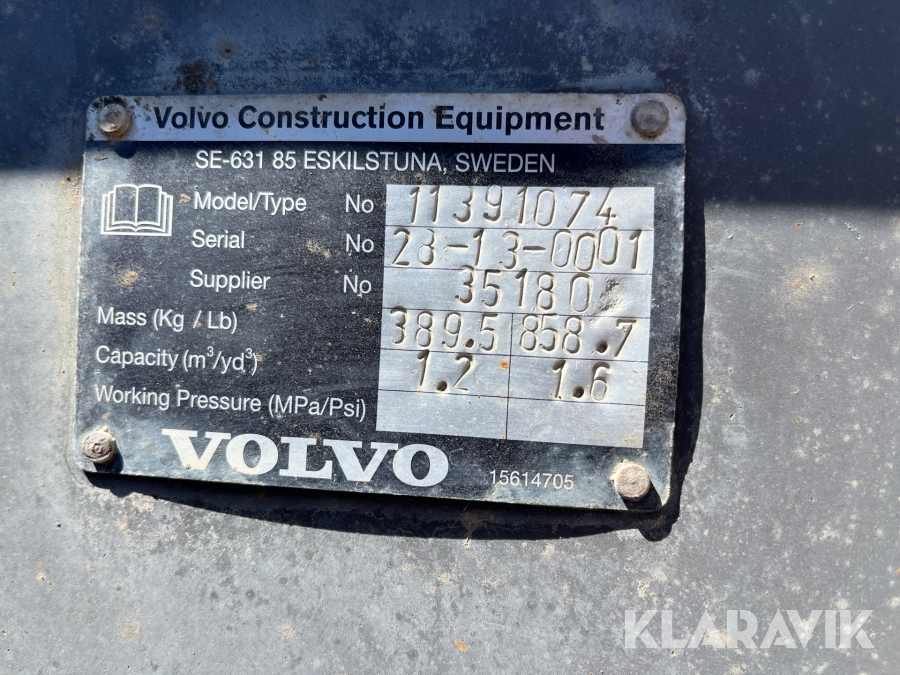 Volvo Construction Equipment
SE-631 85 ESKILSTUNA, SWEDEN
Model/Type No 11391074
Serial No 28-13-0001
Supplier No 35180
Mass (Kg / Lb) 389.5 858.7
Capacity (m³/yd³) 1.2 1.6
Working Pressure (MPa/Psi)
VOLVO 15614705
KLARAVIK